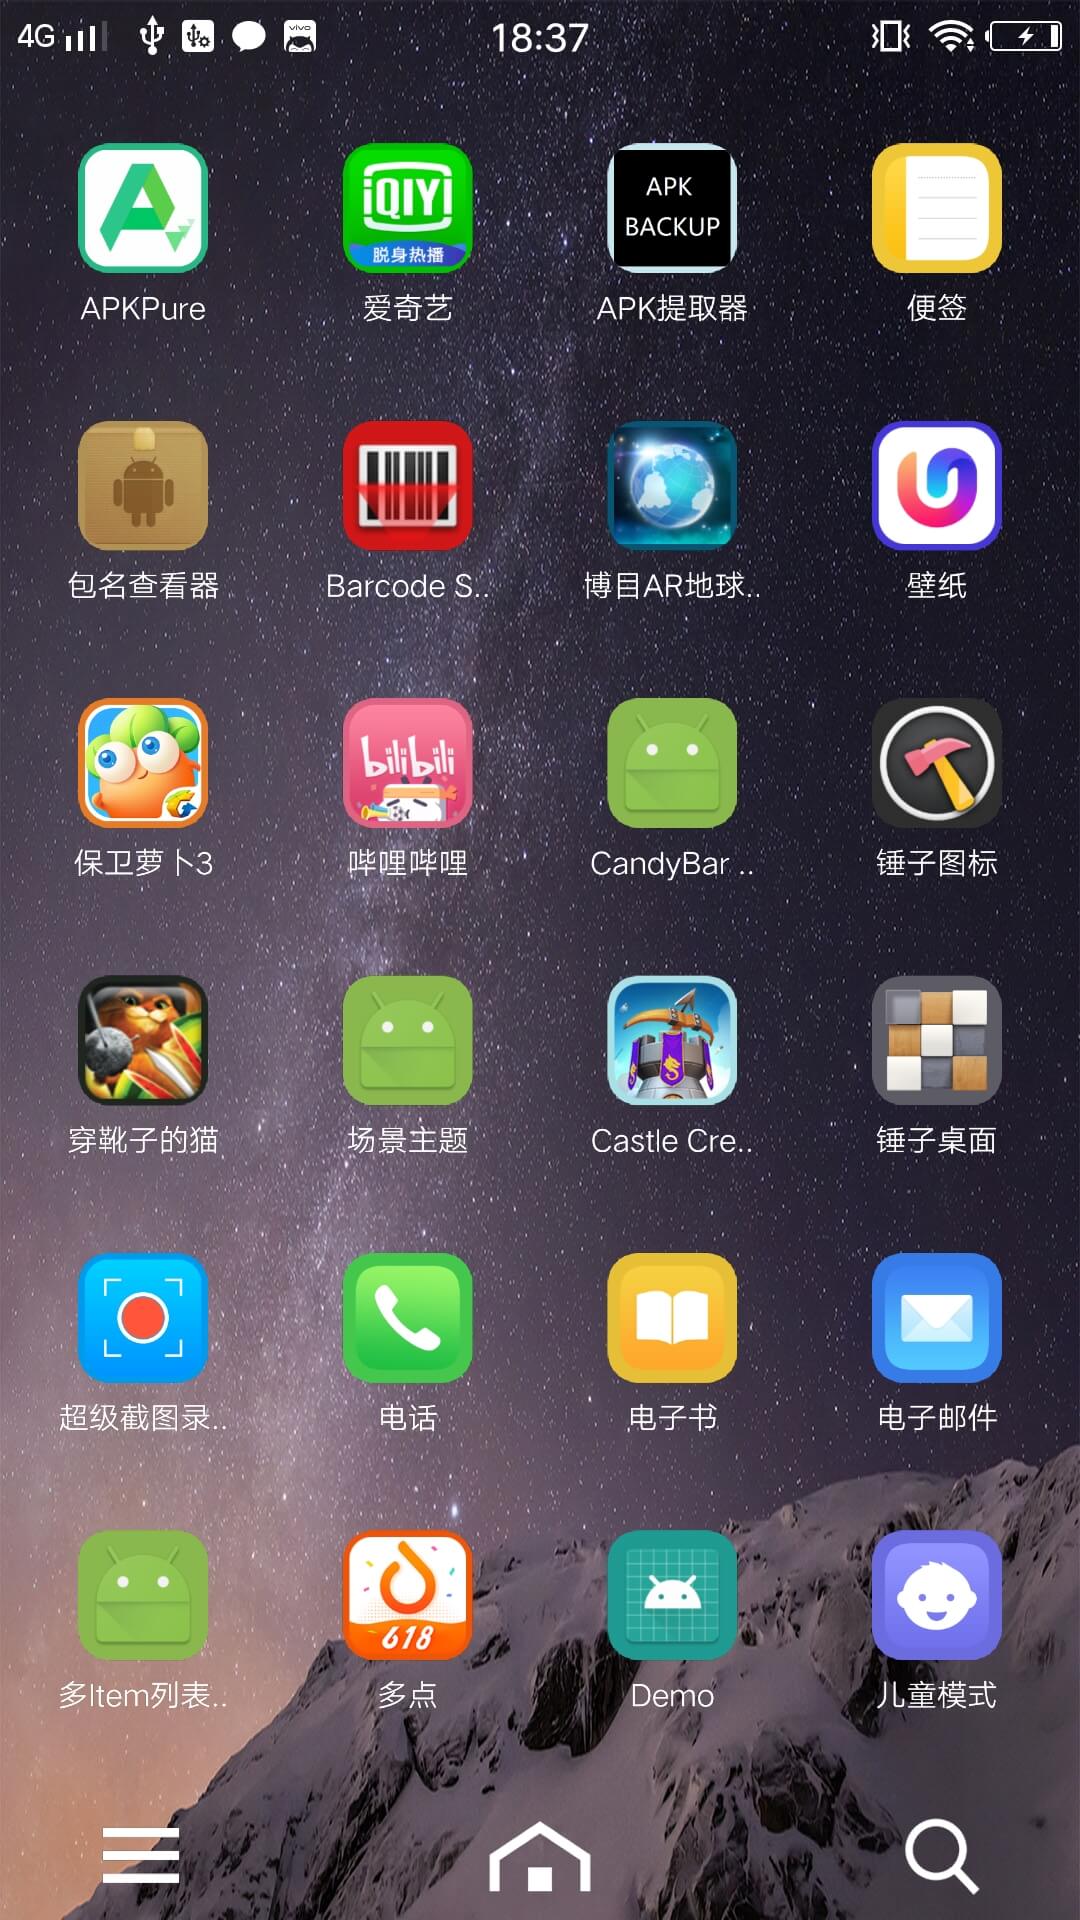 4G vivo 18:37
iQIYI
脱身热播
APK
BACKUP
APKPure 爱奇艺 APK提取器 便签
包名查看器 Barcode S.. 博目AR地球.. 壁纸
bilibili
保卫萝卜3 哔哩哔哩 CandyBar .. 锤子图标
穿靴子的猫 场景主题 Castle Cre.. 锤子桌面
超级截图录.. 电话 电子书 电子邮件
618
多Item列表.. 多点 Demo 儿童模式